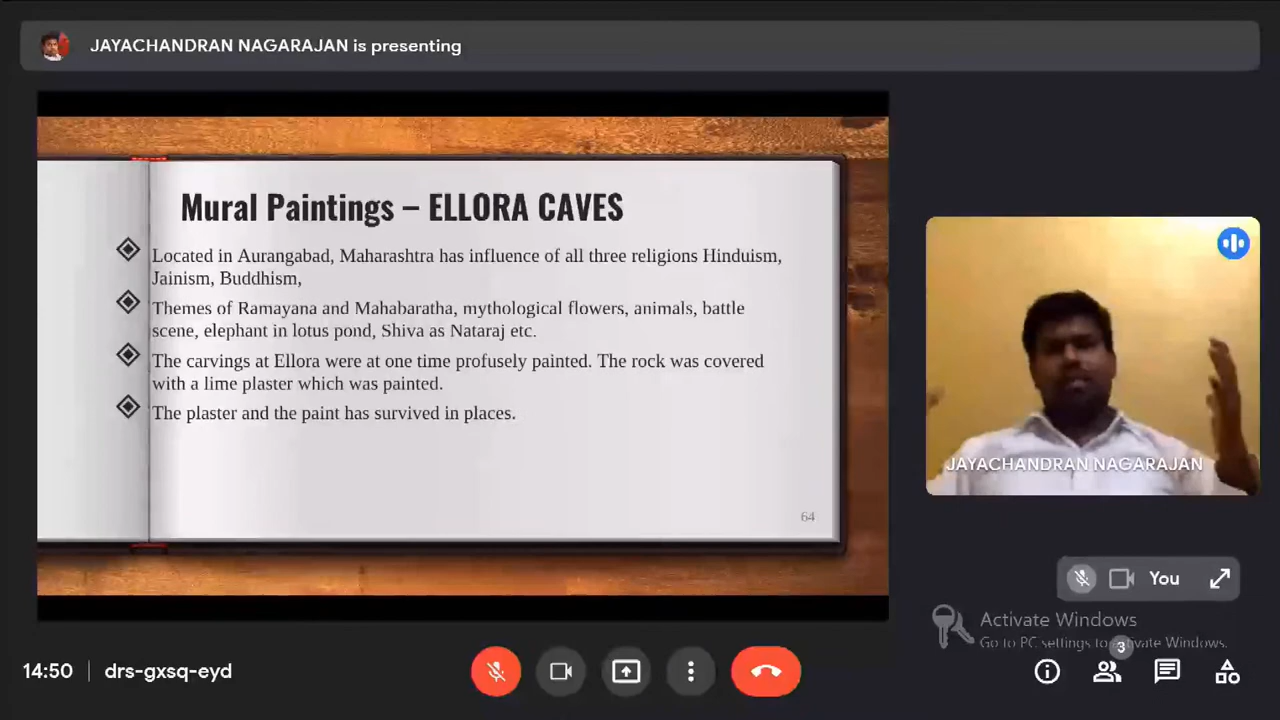 JAYACHANDRAN NAGARAJAN is presenting
Mural Paintings – ELLORA CAVES
Located in Aurangabad, Maharashtra has influence of all three religions Hinduism,
Jainism, Buddhism,
Themes of Ramayana and Mahabaratha, mythological flowers, animals, battle
scene, elephant in lotus pond, Shiva as Nataraj etc.
The carvings at Ellora were at one time profusely painted. The rock was covered
with a lime plaster which was painted.
The plaster and the paint has survived in places.
64
JAYACHANDRAN NAGARAJAN
You
Activate Windows
Go to PC settings to activate Windows.
3
14:50
drs-gxsq-eyd